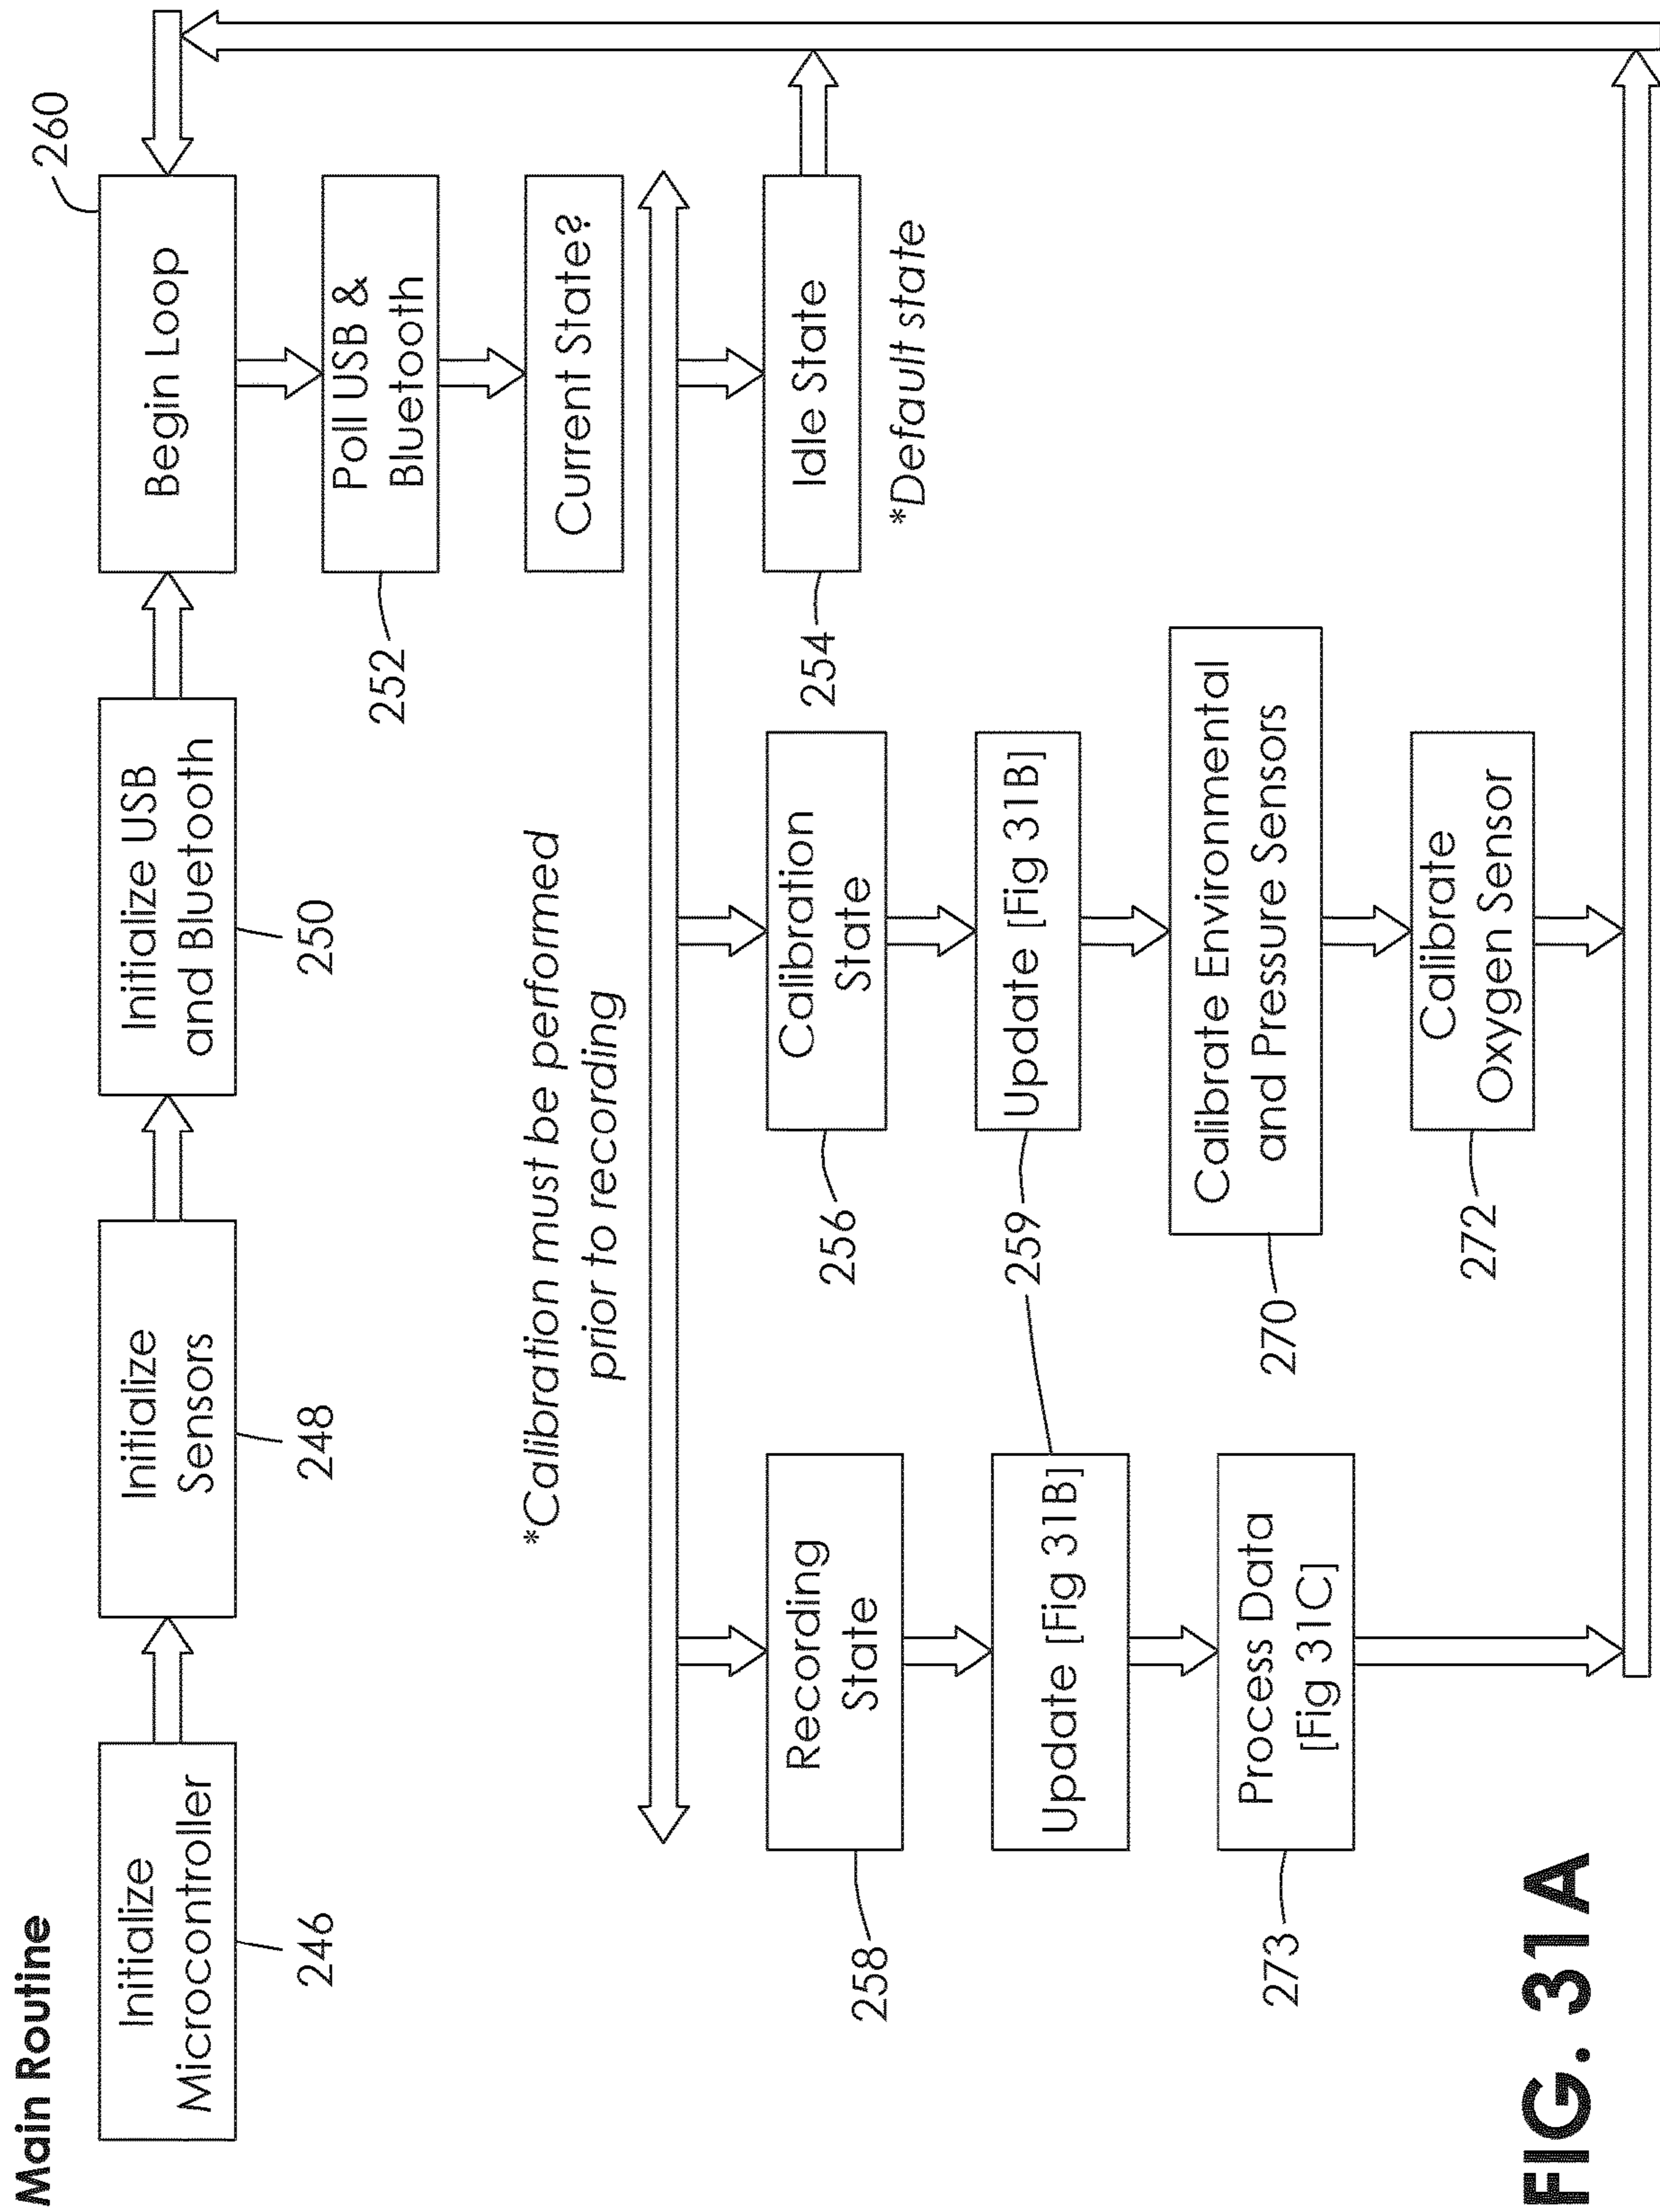 Main Routine
Initialize
Microcontroller
246
Initialize
Sensors
248
Initialize USB
and Bluetooth
250
Begin Loop
260
Poll USB &
Bluetooth
252
Current State?
*Calibration must be performed
prior to recording
Recording
State
258
Update [Fig 31B]
259
Process Data
[Fig 31C]
273
Calibration
State
256
Update [Fig 31B]
Calibrate Environmental
and Pressure Sensors
270
Calibrate
Oxygen Sensor
272
Idle State
254
*Default state
FIG. 31A